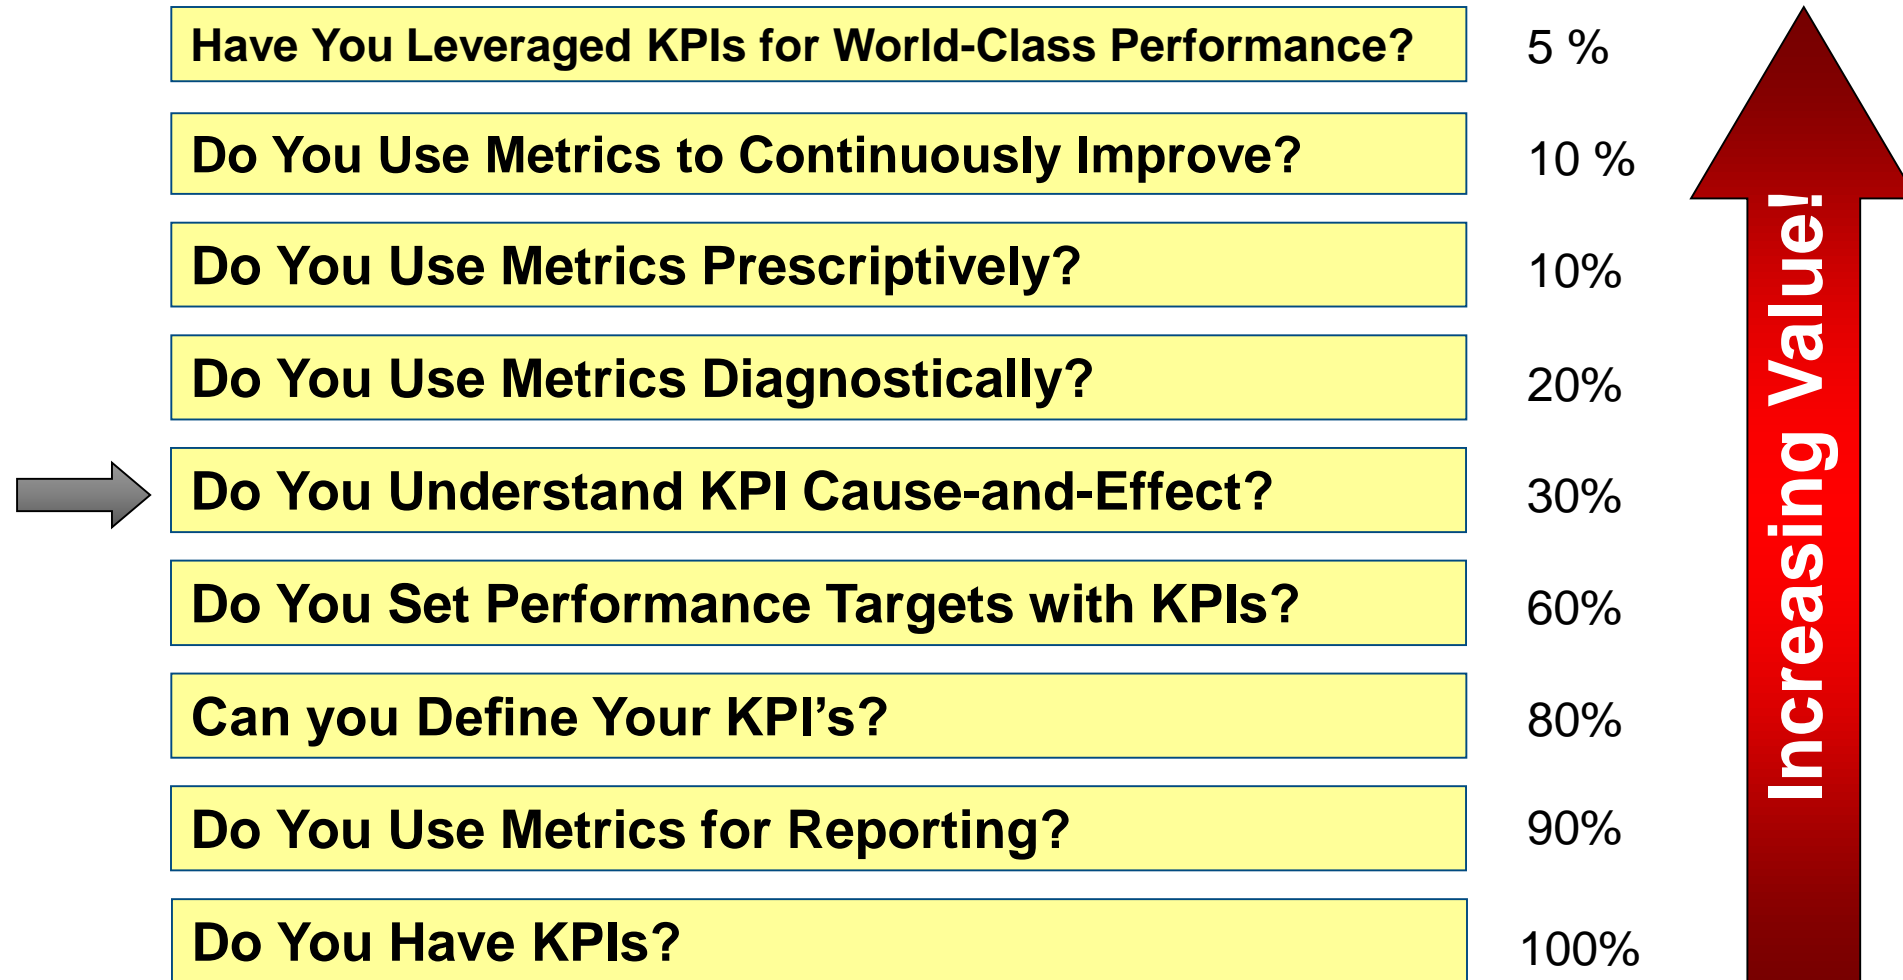 Have You Leveraged KPIs for World-Class Performance? 5 %
Do You Use Metrics to Continuously Improve? 10 %
Do You Use Metrics Prescriptively? 10%
Do You Use Metrics Diagnostically? 20%
Do You Understand KPI Cause-and-Effect? 30%
Do You Set Performance Targets with KPIs? 60%
Can you Define Your KPI’s? 80%
Do You Use Metrics for Reporting? 90%
Do You Have KPIs? 100%
Increasing Value!